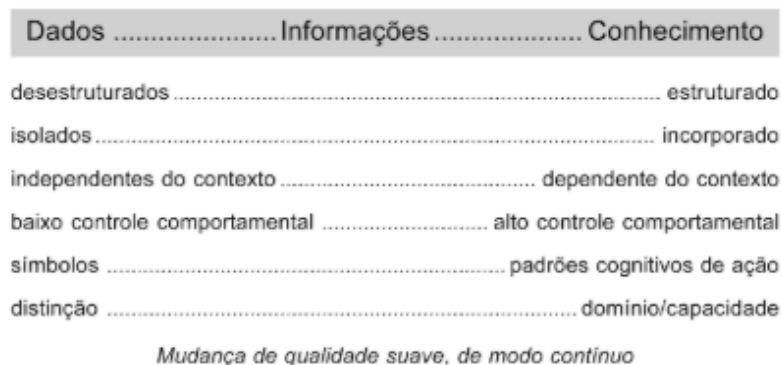 Dados ...................... Informações .................... Conhecimento
desestruturados ........................................ estruturado
isolados ........................................ incorporado
independentes do contexto ........................................ dependente do contexto
baixo controle comportamental ............................ alto controle comportamental
símbolos ........................................ padrões cognitivos de ação
distinção ........................................ domínio/capacidade
Mudança de qualidade suave, de modo contínuo